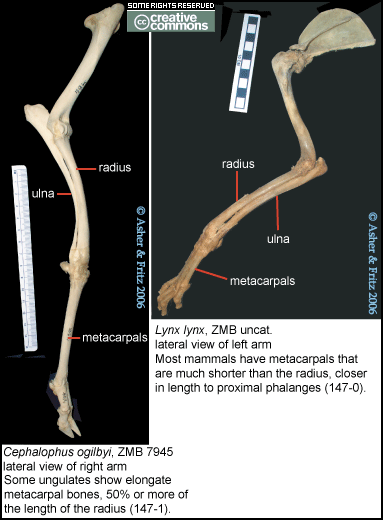 SOME RIGHTS RESERVED
cc creative
commons
radius
ulna
metacarpals
© Asher & Fritz 2006
Cephalophus ogilbyi, ZMB 7945
lateral view of right arm
Some ungulates show elongate
metacarpal bones, 50% or more of
the length of the radius (147-1).
radius
ulna
metacarpals
© Asher & Fritz 2006
Lynx lynx, ZMB uncat.
lateral view of left arm
Most mammals have metacarpals that
are much shorter than the radius, closer
in length to proximal phalanges (147-0).